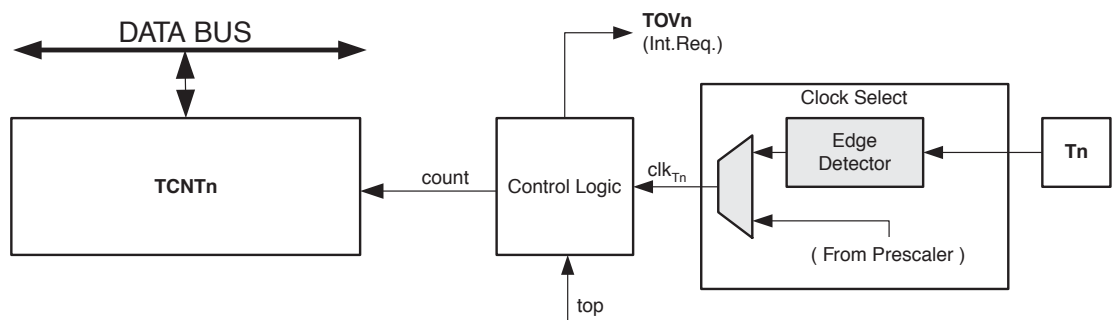 DATA BUS
TOVn
(Int.Req.)
Clock Select
TCNTn
count
Control Logic
clkTn
Edge
Detector
Tn
( From Prescaler )
top